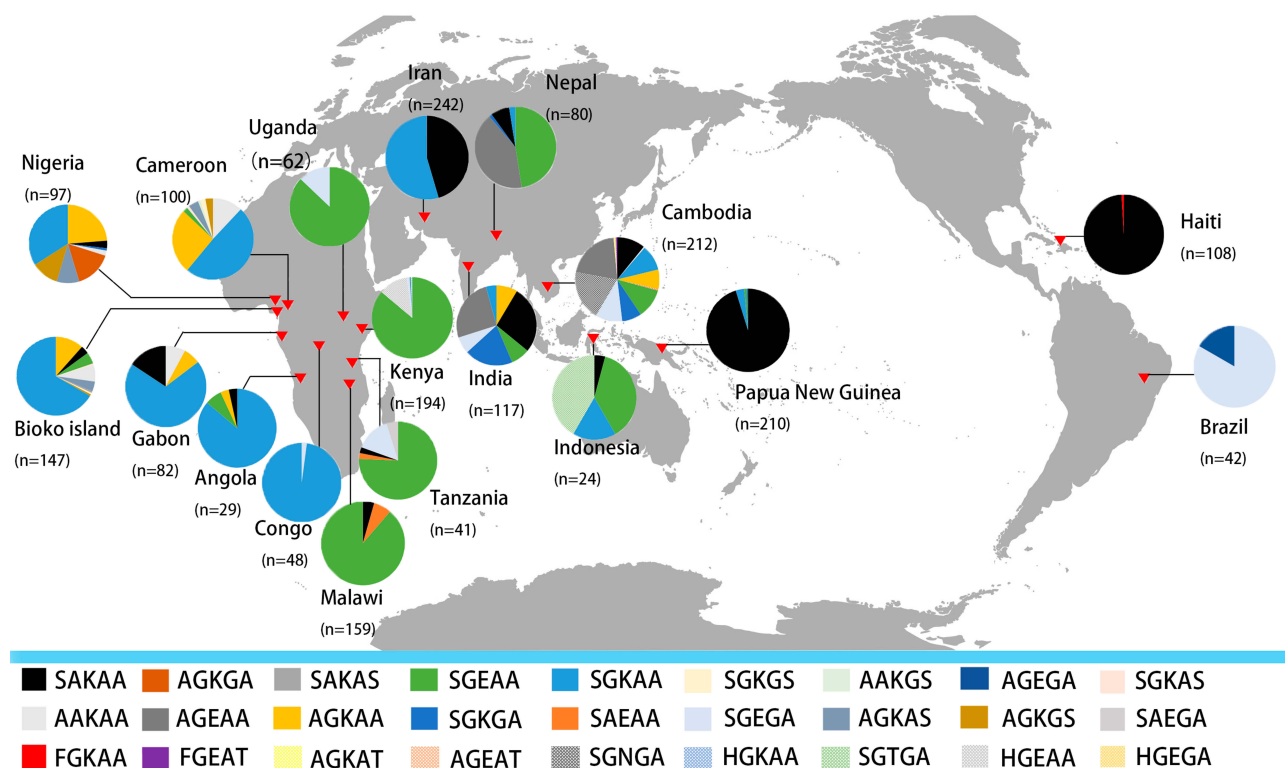 Iran
(n=242)
Nepal
(n=80)
Uganda
(n=62)
Nigeria
(n=97)
Cameroon
(n=100)
Cambodia
(n=212)
Haiti
(n=108)
Kenya
(n=194)
India
(n=117)
Papua New Guinea
(n=210)
Bioko island
(n=147)
Gabon
(n=82)
Indonesia
(n=24)
Brazil
(n=42)
Angola
(n=29)
Tanzania
(n=41)
Congo
(n=48)
Malawi
(n=159)
SAKAA AGKGA SAKAS SGEAA SGKAA SGKGS AAKGS AGEGA SGKAS
AAKAA AGEAA AGKAA SGKGA SAEAA SGEGA AGKAS AGKGS SAEGA
FGKAA FGEAT AGKAT AGEAT SGNGA HGKAA SGTGA HGEAA HGEGA